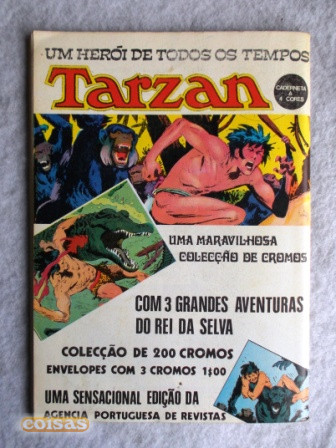 UM HERÓI DE TODOS OS TEMPOS
Tarzan
CADERNETA
A
4 CORES
UMA MARAVILHOSA
COLECÇÃO DE CROMOS
COM 3 GRANDES AVENTURAS
DO REI DA SELVA
COLECÇÃO DE 200 CROMOS
ENVELOPES COM 3 CROMOS 1$00
UMA SENSACIONAL EDIÇÃO DA
AGENCIA PORTUGUESA DE REVISTAS
coisas